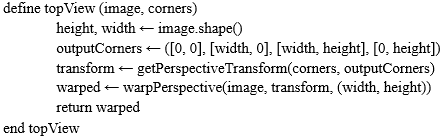 define topView (image, corners)
height, width ← image.shape()
outputCorners ← ([0, 0], [width, 0], [width, height], [0, height])
transform ← getPerspectiveTransform(corners, outputCorners)
warped ← warpPerspective(image, transform, (width, height))
return warped
end topView